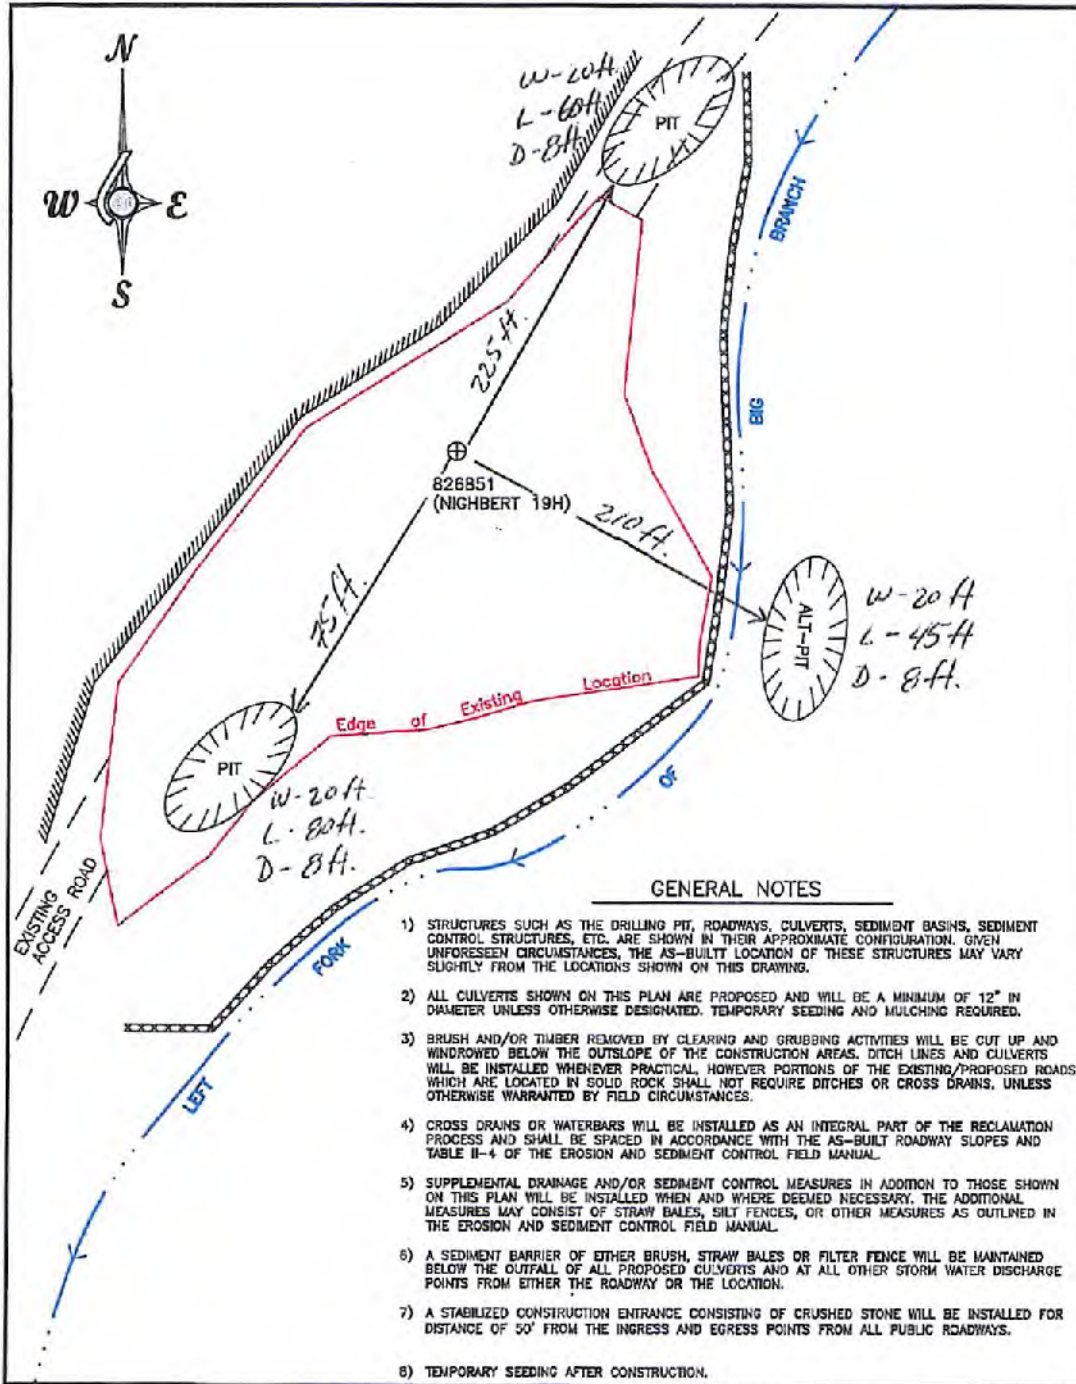 N
W
E
S
W-20ft.
L-60ft
D-8ft
PIT
BRANCH
BIG
225 ft.
826851
(NIGHBERT 19H)
210 ft.
75 ft.
ALT-PIT
W-20 ft
L-45ft
D-8ft.
Edge of Existing Location
PIT
W-20ft.
L-80ft.
D-8ft.
OF
FORK
LEFT
EXISTING
ACCESS ROAD
GENERAL NOTES
1) STRUCTURES SUCH AS THE DRILLING PIT, ROADWAYS, CULVERTS, SEDIMENT BASINS, SEDIMENT
CONTROL STRUCTURES, ETC. ARE SHOWN IN THEIR APPROXIMATE CONFIGURATION. GIVEN
UNFORESEEN CIRCUMSTANCES, THE AS-BUILTT LOCATION OF THESE STRUCTURES MAY VARY
SLIGHTLY FROM THE LOCATIONS SHOWN ON THIS DRAWING.
2) ALL CULVERTS SHOWN ON THIS PLAN ARE PROPOSED AND WILL BE A MINIMUM OF 12" IN
DIAMETER UNLESS OTHERWISE DESIGNATED. TEMPORARY SEEDING AND MULCHING REQUIRED.
3) BRUSH AND/OR TIMBER REMOVED BY CLEARING AND GRUBBING ACTIVITIES WILL BE CUT UP AND
WINDROWED BELOW THE OUTSLOPE OF THE CONSTRUCTION AREAS. DITCH LINES AND CULVERTS
WILL BE INSTALLED WHENEVER PRACTICAL, HOWEVER PORTIONS OF THE EXISTING/PROPOSED ROADS
WHICH ARE LOCATED IN SOLID ROCK SHALL NOT REQUIRE DITCHES OR CROSS DRAINS, UNLESS
OTHERWISE WARRANTED BY FIELD CIRCUMSTANCES.
4) CROSS DRAINS OR WATERBARS WILL BE INSTALLED AS AN INTEGRAL PART OF THE RECLAMATION
PROCESS AND SHALL BE SPACED IN ACCORDANCE WITH THE AS-BUILT ROADWAY SLOPES AND
TABLE II-4 OF THE EROSION AND SEDIMENT CONTROL FIELD MANUAL.
5) SUPPLEMENTAL DRAINAGE AND/OR SEDIMENT CONTROL MEASURES IN ADDITION TO THOSE SHOWN
ON THIS PLAN WILL BE INSTALLED WHEN AND WHERE DEEMED NECESSARY. THE ADDITIONAL
MEASURES MAY CONSIST OF STRAW BALES, SILT FENCES, OR OTHER MEASURES AS OUTLINED IN
THE EROSION AND SEDIMENT CONTROL FIELD MANUAL.
6) A SEDIMENT BARRIER OF EITHER BRUSH, STRAW BALES OR FILTER FENCE WILL BE MAINTAINED
BELOW THE OUTFALL OF ALL PROPOSED CULVERTS AND AT ALL OTHER STORM WATER DISCHARGE
POINTS FROM EITHER THE ROADWAY OR THE LOCATION.
7) A STABILIZED CONSTRUCTION ENTRANCE CONSISTING OF CRUSHED STONE WILL BE INSTALLED FOR
DISTANCE OF 50' FROM THE INGRESS AND EGRESS POINTS FROM ALL PUBLIC ROADWAYS.
8) TEMPORARY SEEDING AFTER CONSTRUCTION.